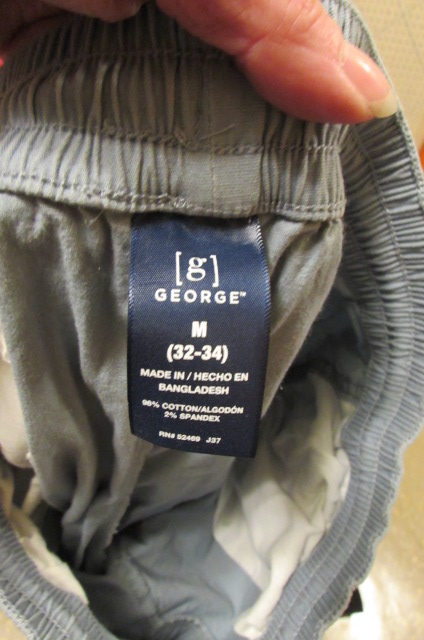 [g]
GEORGE™
M
(32-34)
MADE IN / HECHO EN
BANGLADESH
98% COTTON/ALGODÓN
2% SPANDEX
RN# 52469 J37